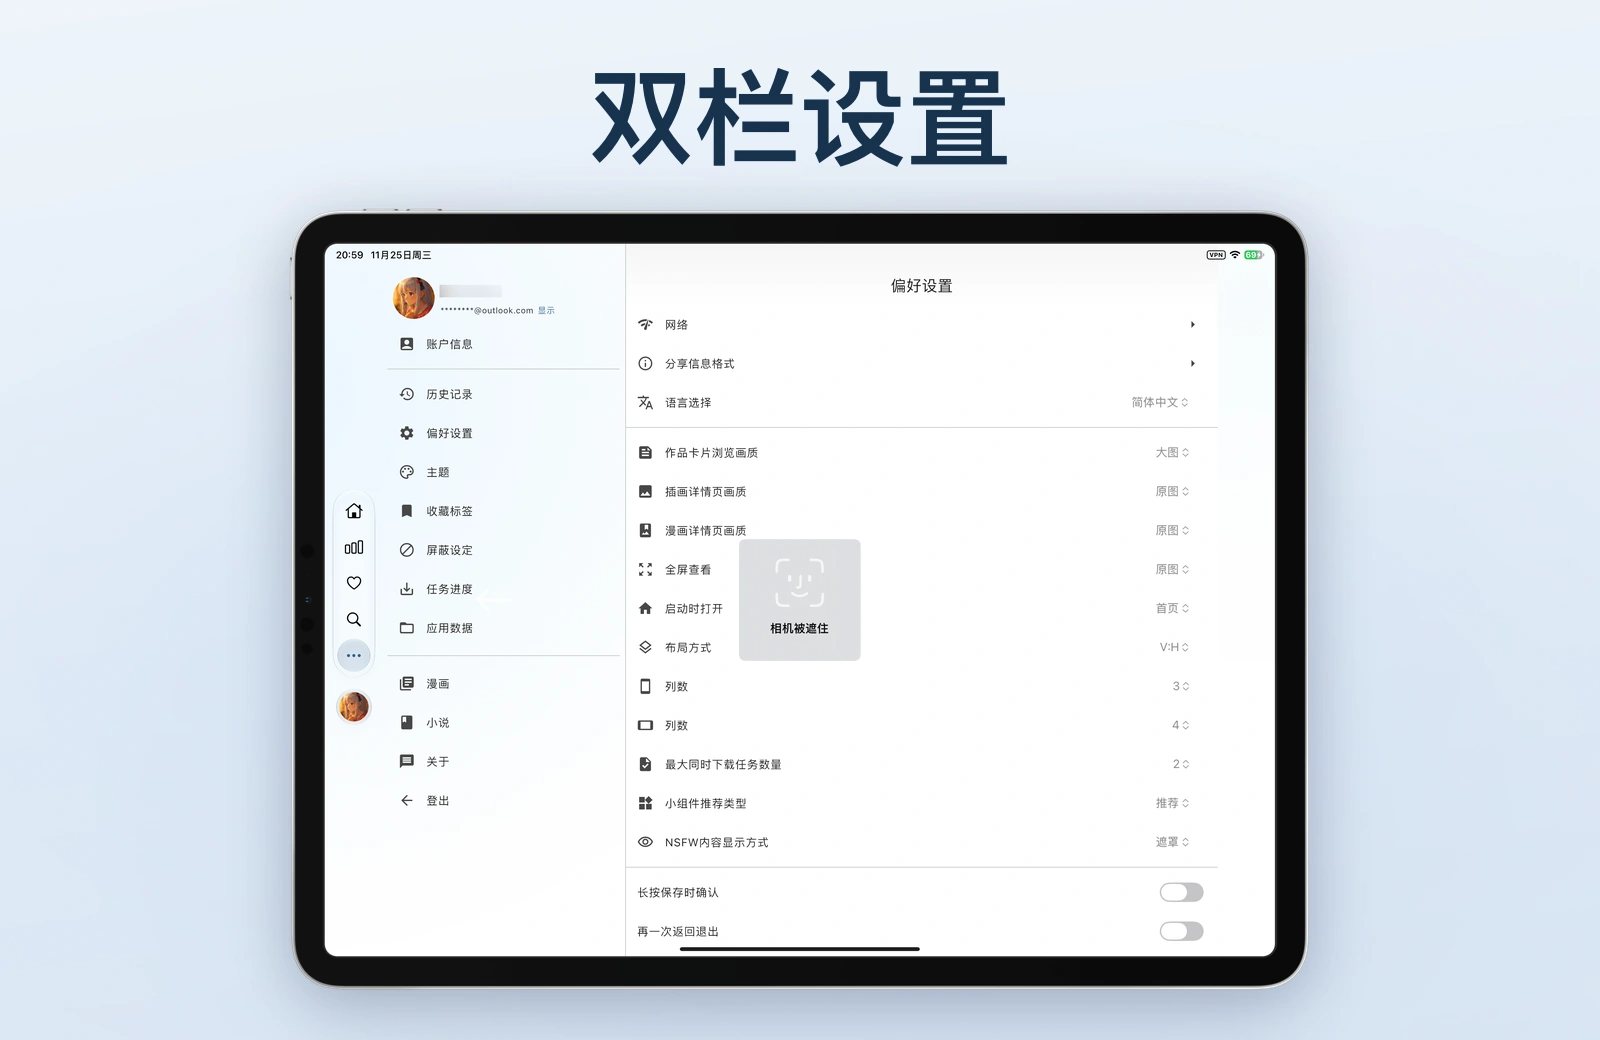 双栏设置
20:59 11月25日周三
VPN 69
********@outlook.com 显示
账户信息
历史记录
偏好设置
主题
收藏标签
屏蔽设定
任务进度
应用数据
漫画
小说
关于
登出
偏好设置
网络
分享信息格式
语言选择 简体中文
作品卡片浏览画质 大图
插画详情页画质 原图
漫画详情页画质 原图
全屏查看 原图
启动时打开 首页
布局方式 V:H
列数 3
列数 4
最大同时下载任务数量 2
小组件推荐类型 推荐
NSFW内容显示方式 遮罩
长按保存时确认
再一次返回退出
相机被遮住